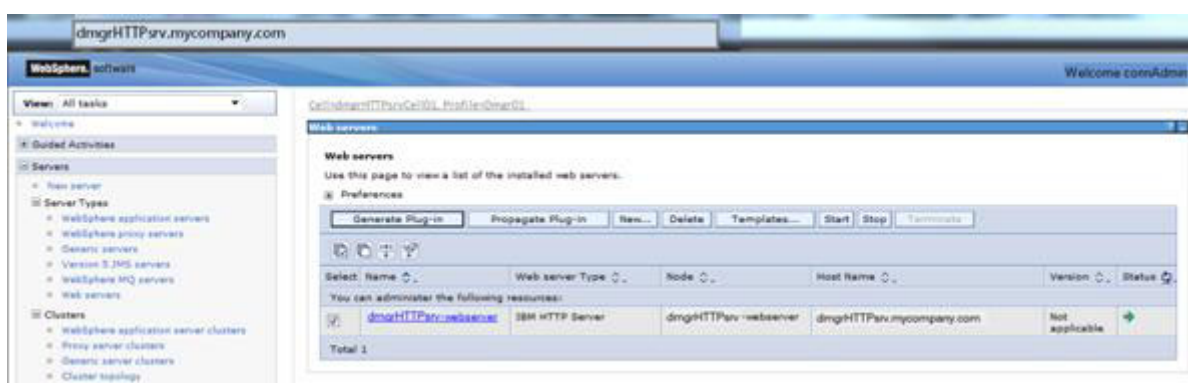 dmgrHTTPsrv.mycompany.com
WebSphere. software
Welcome connAdmin
View: All tasks
Welcome
Guided Activities
Servers
New server
Server Types
WebSphere application servers
WebSphere proxy servers
Generic servers
Version 5 JMS servers
WebSphere MQ servers
Web servers
Clusters
WebSphere application server clusters
Proxy server clusters
Generic server clusters
Cluster topology
Cell=dmgrHTTPsrvCell01, Profile=Dmgr01
Web servers
Web servers
Use this page to view a list of the installed web servers.
Preferences
Generate Plug-in Propagate Plug-in New... Delete Templates... Start Stop Terminate
Select Name Web server Type Node Host Name Version Status
You can administer the following resources:
dmgrHTTPsrv-webserver IBM HTTP Server dmgrHTTPsrv-webserver dmgrHTTPsrv.mycompany.com Not applicable
Total 1